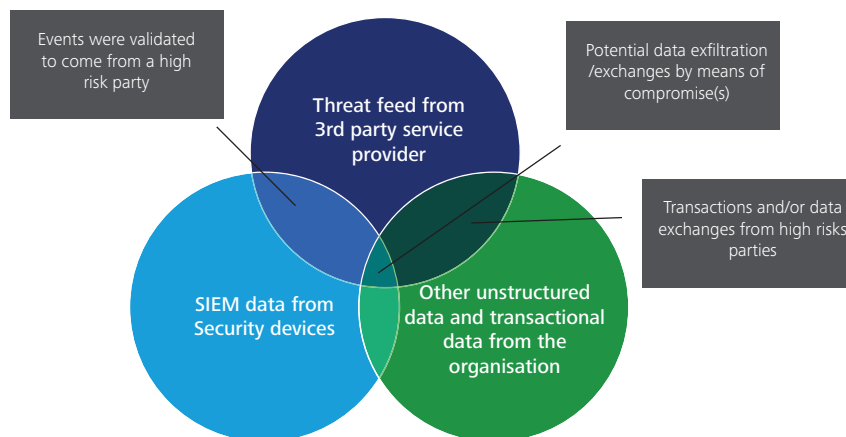 Events were validated
to come from a high
risk party
Potential data exfiltration
/exchanges by means of
compromise(s)
Threat feed from
3rd party service
provider
Transactions and/or data
exchanges from high risks
parties
SIEM data from
Security devices
Other unstructured
data and transactional
data from the
organisation